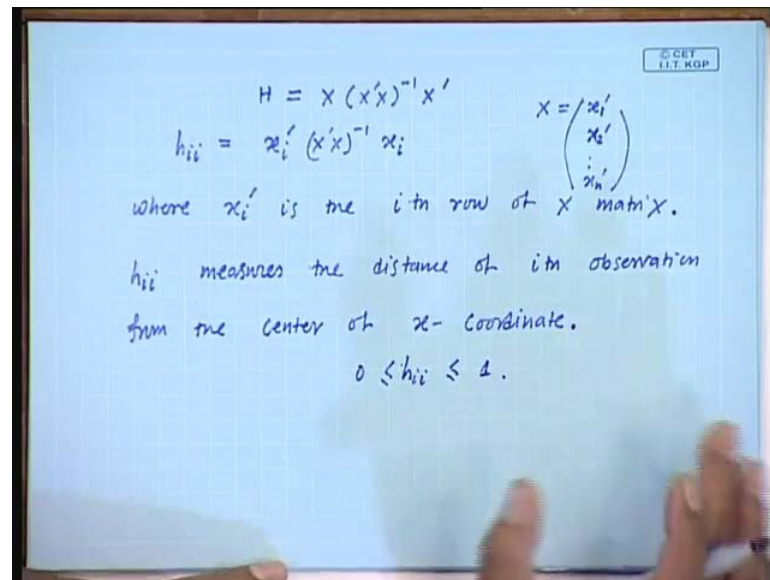 © CET
I.I.T. KGP
H = X (X'X)⁻¹ X'
X = (x₁' x₂' : xₙ')
hᵢᵢ = xᵢ' (X'X)⁻¹ xᵢ
where xᵢ' is the i th row of X matrix.
hᵢᵢ measures the distance of ith observation
from the center of x- coordinate.
0 ≤ hᵢᵢ ≤ 1.